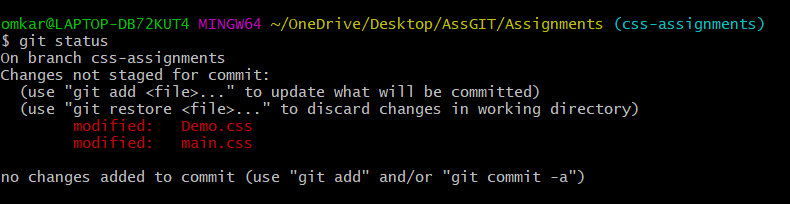 omkar@LAPTOP-DB72KUT4 MINGW64 ~/OneDrive/Desktop/AssGIT/Assignments (css-assignments)
$ git status
On branch css-assignments
Changes not staged for commit:
  (use "git add <file>..." to update what will be committed)
  (use "git restore <file>..." to discard changes in working directory)
        modified:   Demo.css
        modified:   main.css

no changes added to commit (use "git add" and/or "git commit -a")